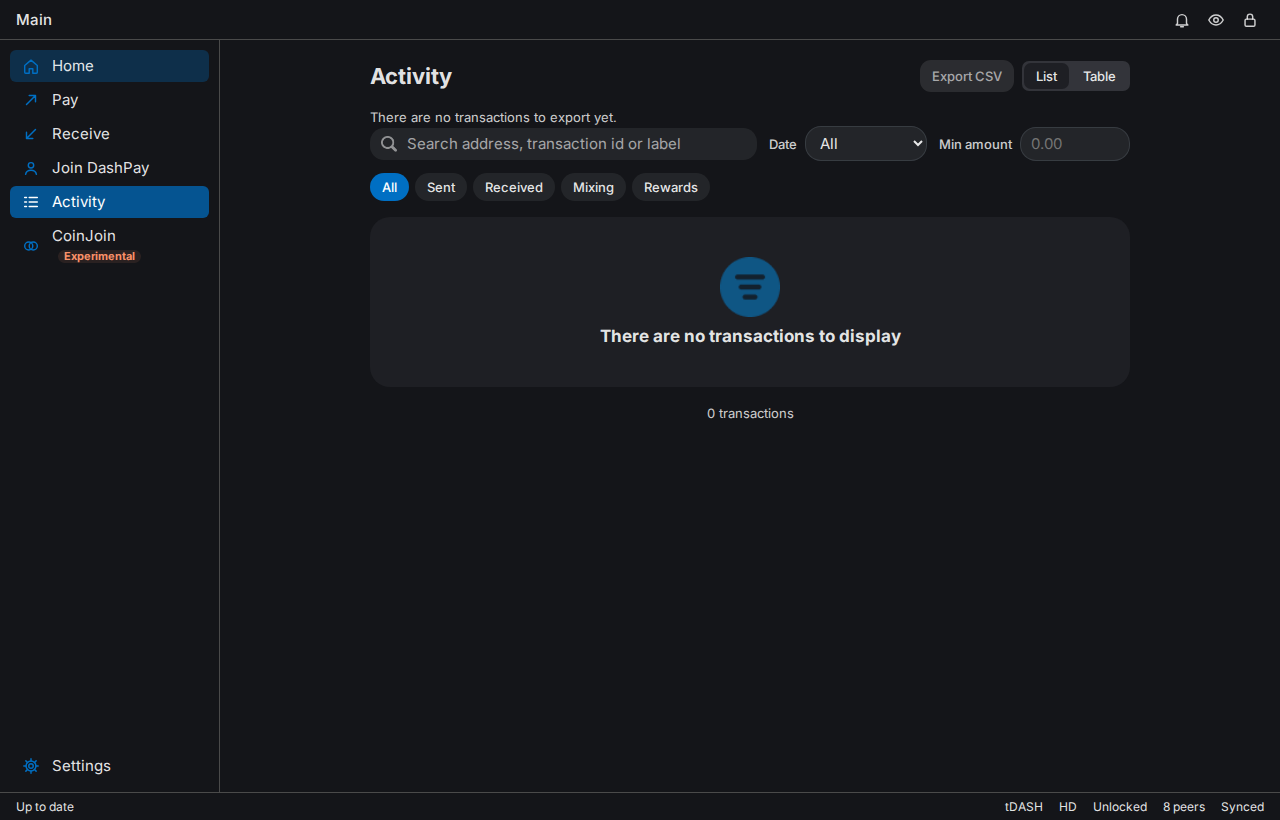 Main
Home
Pay
Receive
Join DashPay
Activity
CoinJoin
Experimental
Settings
Activity
Export CSV
List
Table
There are no transactions to export yet.
Search address, transaction id or label
Date
All
Min amount
0.00
All
Sent
Received
Mixing
Rewards
There are no transactions to display
0 transactions
Up to date
tDASH
HD
Unlocked
8 peers
Synced